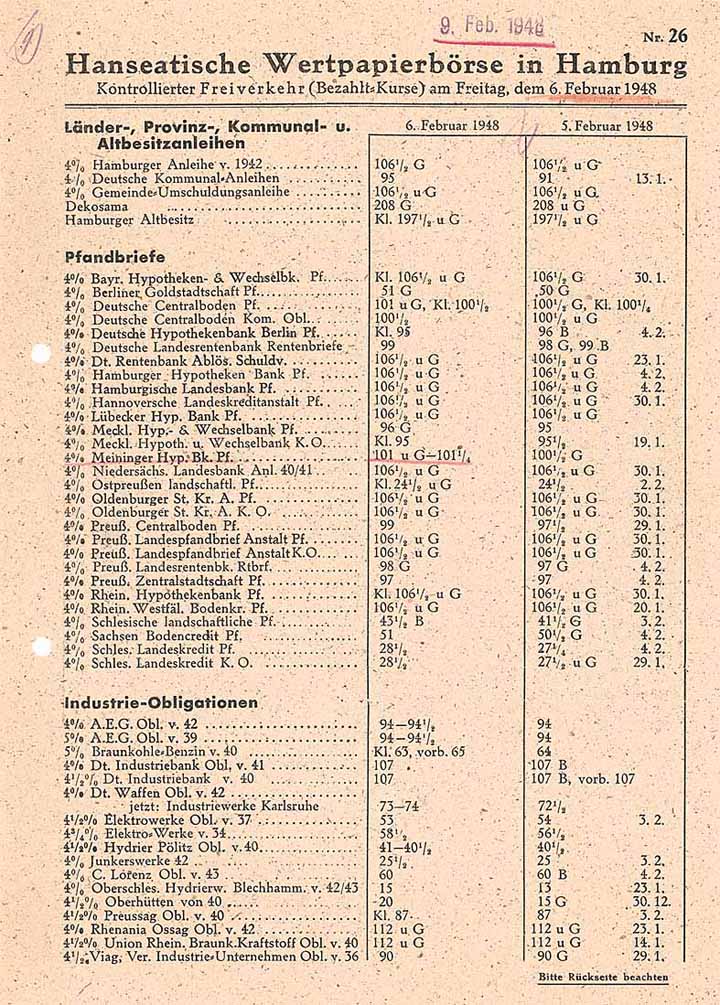 9. Feb. 1948
Nr. 26
Hanseatische Wertpapierbörse in Hamburg
Kontrollierter Freiverkehr (Bezahlt-Kurse) am Freitag, dem 6. Februar 1948
Länder-, Provinz-, Kommunal- u. Altbesitzanleihen 6. Februar 1948 5. Februar 1948
4% Hamburger Anleihe v. 1942 106½ G 106½ u G
4% Deutsche Kommunal-Anleihen 95 91 13. 1.
4% Gemeinde-Umschuldungsanleihe 106½ u G 106½ u G
Dekosama 208 G 208 u G
Hamburger Altbesitz Kl. 197½ u G 197½ u G
Pfandbriefe
4% Bayr. Hypotheken- & Wechselbk. Pf. Kl. 106½ u G 106½ G 30. 1.
4% Berliner Goldstadtschaft Pf. 51 G 50 G
4% Deutsche Centralboden Pf. 101 u G, Kl. 100½ 100½ G, Kl. 100¼
4% Deutsche Centralboden Kom. Obl. 100½ 100½ u G
4% Deutsche Hypothekenbank Berlin Pf. Kl. 95 96 B 4. 2.
4% Deutsche Landesrentenbank Rentenbriefe 99 98 G, 99 B
4% Dt. Rentenbank Ablös. Schuldv. 106½ u G 106½ u G 23. 1.
4% Hamburger Hypotheken Bank Pf. 106½ u G 106½ u G 4. 2.
4% Hamburgische Landesbank Pf. 106½ u G 106½ u G 4. 2.
4% Hannoversche Landeskreditanstalt Pf. 106½ u G 106½ u G 30. 1.
4% Lübecker Hyp. Bank Pf. 106½ u G 106½ u G
4% Meckl. Hyp.- & Wechselbank Pf. 96 G 95
4% Meckl. Hypoth. u. Wechselbank K.O. Kl. 95 95½ 19. 1.
4% Meininger Hyp. Bk. Pf. 101 u G—101¼ 100½ G
4% Niedersächs. Landesbank Anl. 40/41 106½ u G 106½ u G 30. 1.
4% Ostpreußen landschaftl. Pf. Kl. 24½ u G 24½ 2. 2.
4% Oldenburger St. Kr. A. Pf. 106½ u G 106½ u G 30. 1.
4% Oldenburger St. Kr. A. K. O. 106½ u G 106½ u G 30. 1.
4% Preuß. Centralboden Pf. 99 97½ 29. 1.
4% Preuß. Landespfandbrief Anstalt Pf. 106½ u G 106½ u G 30. 1.
4% Preuß. Landespfandbrief Anstalt K.O. 106½ u G 106½ u G 30. 1.
4% Preuß. Landesrentenbk. Rtbrf. 98 G 97 G 4. 2.
4% Preuß. Zentralstadtschaft Pf. 97 97 4. 2.
4% Rhein. Hypothekenbank Pf. Kl. 106½ u G 106½ u G 30. 1.
4% Rhein. Westfäl. Bodenkr. Pf. 106½ u G 106½ u G 20. 1.
4% Schlesische landschaftliche Pf. 43½ B 41½ G 3. 2.
4% Sachsen Bodencredit Pf. 51 50½ G 4. 2.
4% Schles. Landeskredit Pf. 28½ 27¼ 4. 2.
4% Schles. Landeskredit K. O. 28½ 27½ u G 29. 1.
Industrie-Obligationen
4% A.E.G. Obl. v. 42 94—94½ 94
5% A.E.G. Obl. v. 39 94—94½ 94
5% Braunkohle-Benzin v. 40 Kl. 63, vorb. 65 64
4% Dt. Industriebank Obl. v. 41 107 107 B
4½% Dt. Industriebank v. 40 107 107 B, vorb. 107
4% Dt. Waffen Obl. v. 42
jetzt: Industriewerke Karlsruhe 73—74 72½
4½% Elektrowerke Obl. v. 37 53 54 3. 2.
4¾% Elektro-Werke v. 34 58½ 56½
4½% Hydrier Pölitz Obl. v. 40 41—40½ 40½
4% Junkerswerke 42 25½ 25 3. 2.
4% C. Lorenz Obl. v. 43 60 60 B 4. 2.
4% Oberschles. Hydrierw. Blechhamm. v. 42/43 15 13 23. 1.
4½% Oberhütten von 40 20 15 G 30. 12.
4½% Preussag Obl. v. 40 Kl. 87 87 3. 2.
4% Rhenania Ossag Obl. v. 42 112 u G 112 u G 23. 1.
4½% Union Rhein. Braunk. Kraftstoff Obl. v. 40 112 u G 112 u G 14. 1.
4½% Viag, Ver. Industrie-Unternehmen Obl. v. 36 90 90 G 29. 1.
Bitte Rückseite beachten